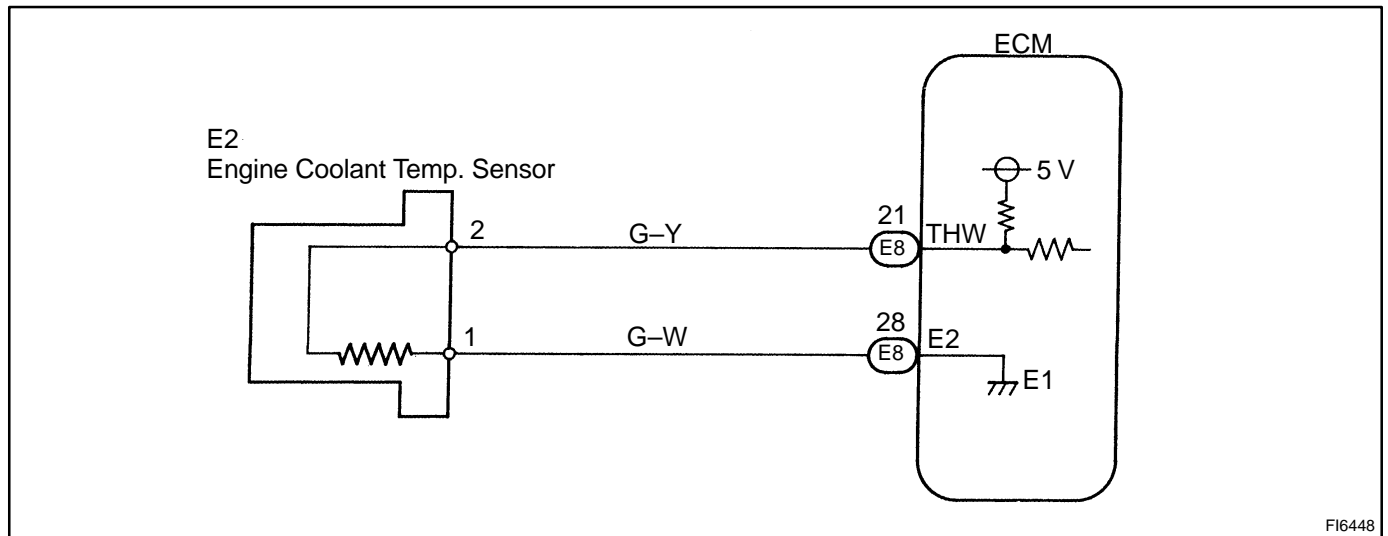 ECM
E2
Engine Coolant Temp. Sensor
5 V
2
G–Y
21
E8
THW
1
G–W
28
E8
E2
E1
FI6448